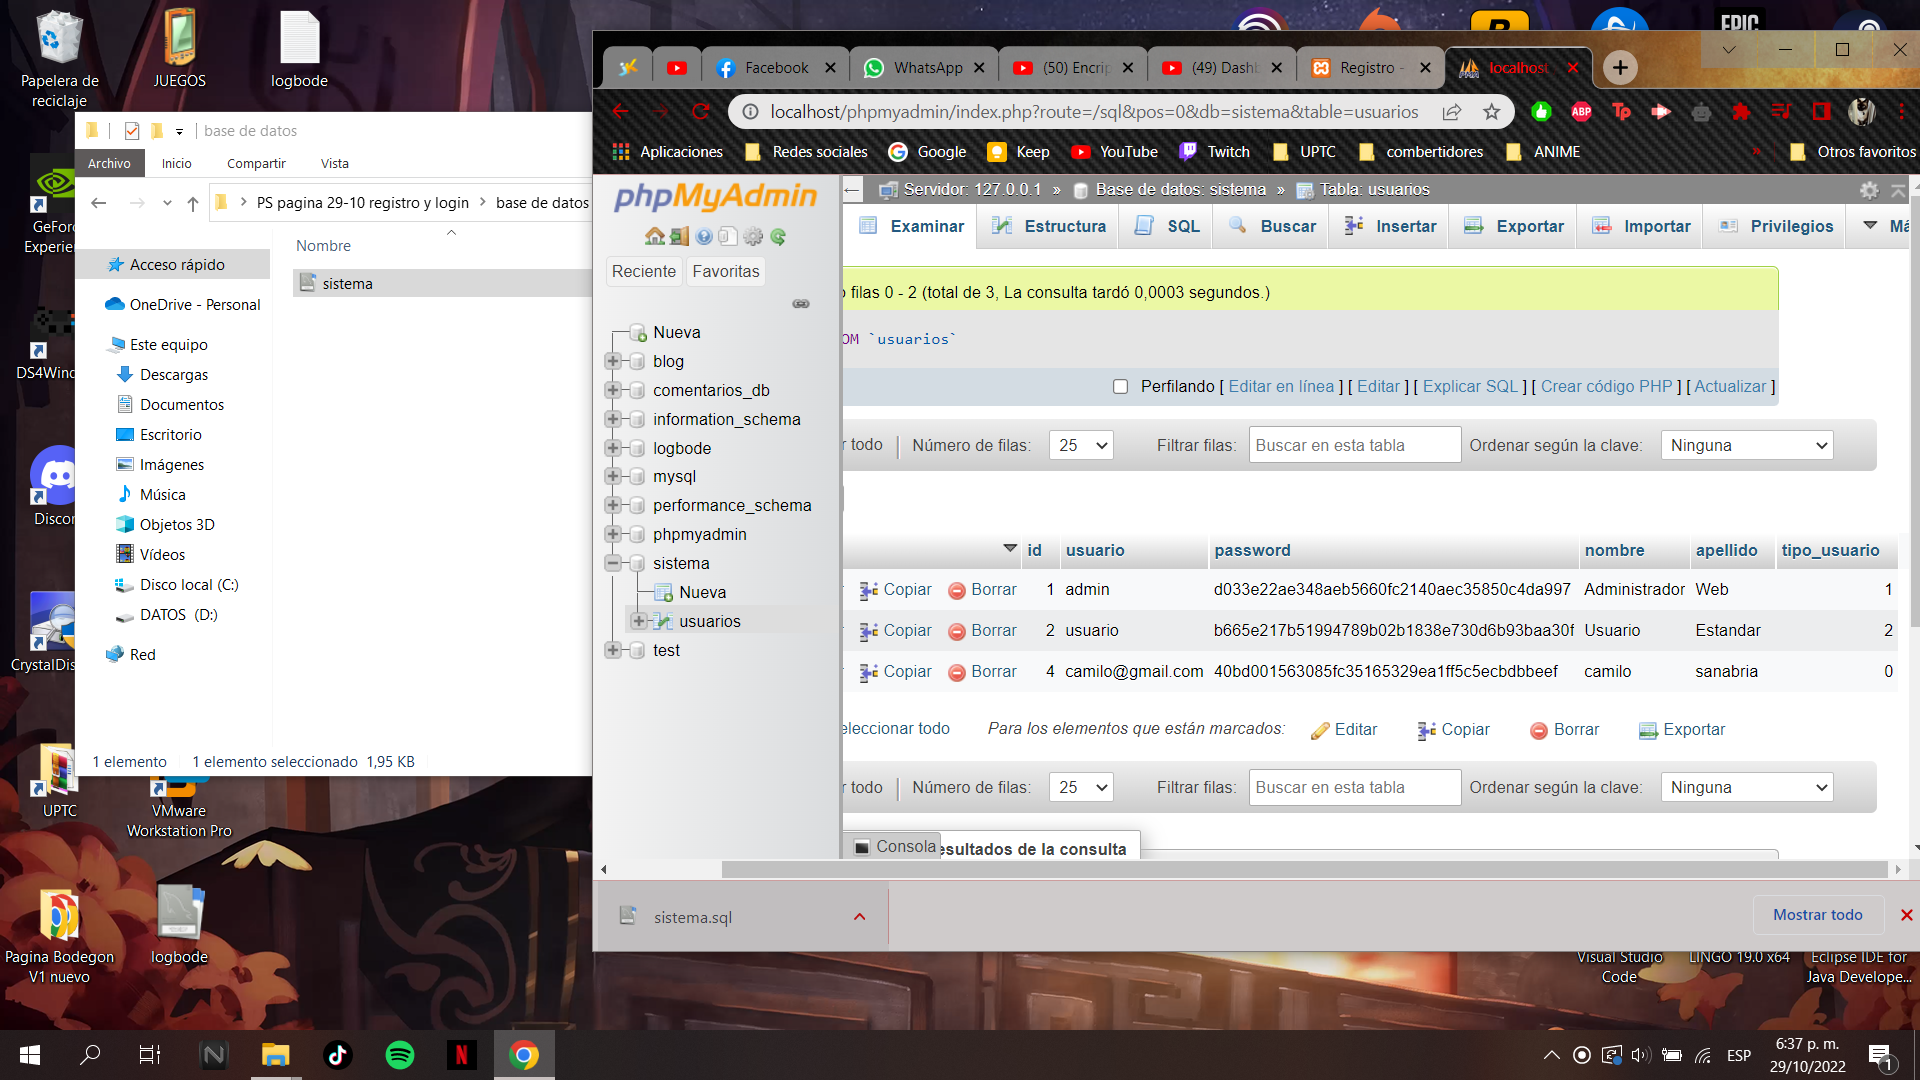 Papelera de
reciclaje
JUEGOS
logbode
EPIC
base de datos
Archivo
Inicio
Compartir
Vista
PS pagina 29-10 registro y login
base de datos
Nombre
sistema
Acceso rápido
OneDrive - Personal
Este equipo
Descargas
Documentos
Escritorio
Imágenes
Música
Objetos 3D
Vídeos
Disco local (C:)
DATOS (D:)
Red
1 elemento
1 elemento seleccionado 1,95 KB
GeForc
Experien
DS4Wind
Discor
CrystalDis
UPTC
VMware
Workstation Pro
Pagina Bodegon
V1 nuevo
logbode
Facebook
WhatsApp
(50) Encrip
(49) Dashb
Registro -
localhost
localhost/phpmyadmin/index.php?route=/sql&pos=0&db=sistema&table=usuarios
ABP
Tp
Aplicaciones
Redes sociales
Google
Keep
YouTube
Twitch
UPTC
combertidores
ANIME
»
Otros favoritos
phpMyAdmin
Reciente
Favoritas
Nueva
blog
comentarios_db
information_schema
logbode
mysql
performance_schema
phpmyadmin
sistema
Nueva
usuarios
test
Servidor: 127.0.0.1 » Base de datos: sistema » Tabla: usuarios
Examinar
Estructura
SQL
Buscar
Insertar
Exportar
Importar
Privilegios
Má
o filas 0 - 2 (total de 3, La consulta tardó 0,0003 segundos.)
OM `usuarios`
Perfilando [ Editar en línea ] [ Editar ] [ Explicar SQL ] [ Crear código PHP ] [ Actualizar ]
r todo | Número de filas: 25 Filtrar filas: Buscar en esta tabla Ordenar según la clave: Ninguna
id usuario password nombre apellido tipo_usuario
Copiar Borrar 1 admin d033e22ae348aeb5660fc2140aec35850c4da997 Administrador Web 1
Copiar Borrar 2 usuario b665e217b51994789b02b1838e730d6b93baa30f Usuario Estandar 2
Copiar Borrar 4 camilo@gmail.com 40bd001563085fc35165329ea1ff5c5ecbdbbeef camilo sanabria 0
eleccionar todo Para los elementos que están marcados: Editar Copiar Borrar Exportar
r todo | Número de filas: 25 Filtrar filas: Buscar en esta tabla Ordenar según la clave: Ninguna
Consola
esultados de la consulta
sistema.sql
Mostrar todo
Visual Studio
Code
LINGO 19.0 x64
Eclipse IDE for
Java Develope...
ESP
6:37 p. m.
29/10/2022
1